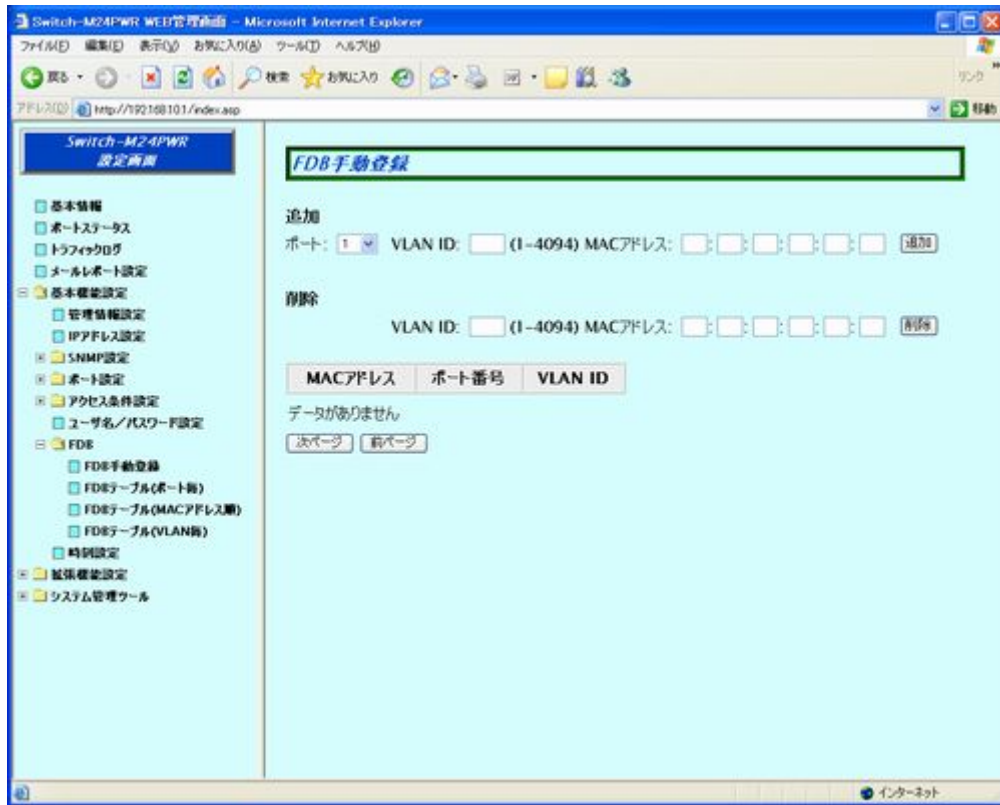 Switch-M24PWR WEB管理画面 - Microsoft Internet Explorer
ファイル(F) 編集(E) 表示(V) お気に入り(A) ツール(T) ヘルプ(H)
戻る 検索 お気に入り リンク
アドレス(D) http://192.168.10.1/index.asp 移動
Switch-M24PWR
設定画面
基本情報
ポートステータス
トラフィックログ
メールレポート設定
基本機能設定
管理情報設定
IPアドレス設定
SNMP設定
ポート設定
アクセス条件設定
ユーザ名/パスワード設定
FDB
FDB手動登録
FDBテーブル(ポート毎)
FDBテーブル(MACアドレス順)
FDBテーブル(VLAN毎)
時刻設定
拡張機能設定
システム管理ツール
FDB手動登録
追加
ポート: 1 VLAN ID: (1-4094) MACアドレス: : : : : : 追加
削除
VLAN ID: (1-4094) MACアドレス: : : : : : 削除
MACアドレス ポート番号 VLAN ID
データがありません
次ページ 前ページ
インターネット